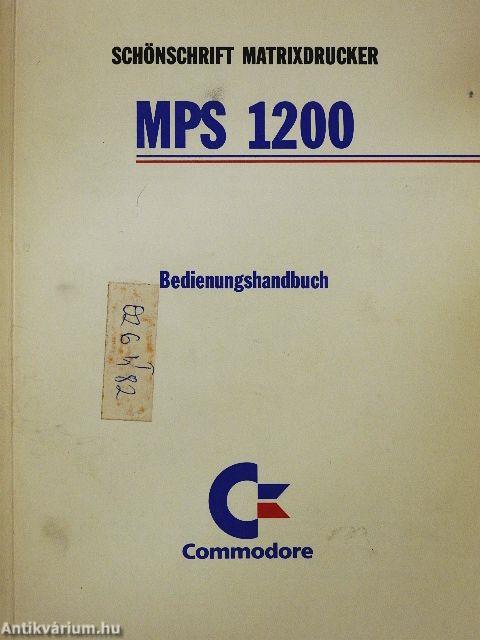 SCHÖNSCHRIFT MATRIXDRUCKER
MPS 1200
Bedienungshandbuch
Commodore
Antikvárium.hu